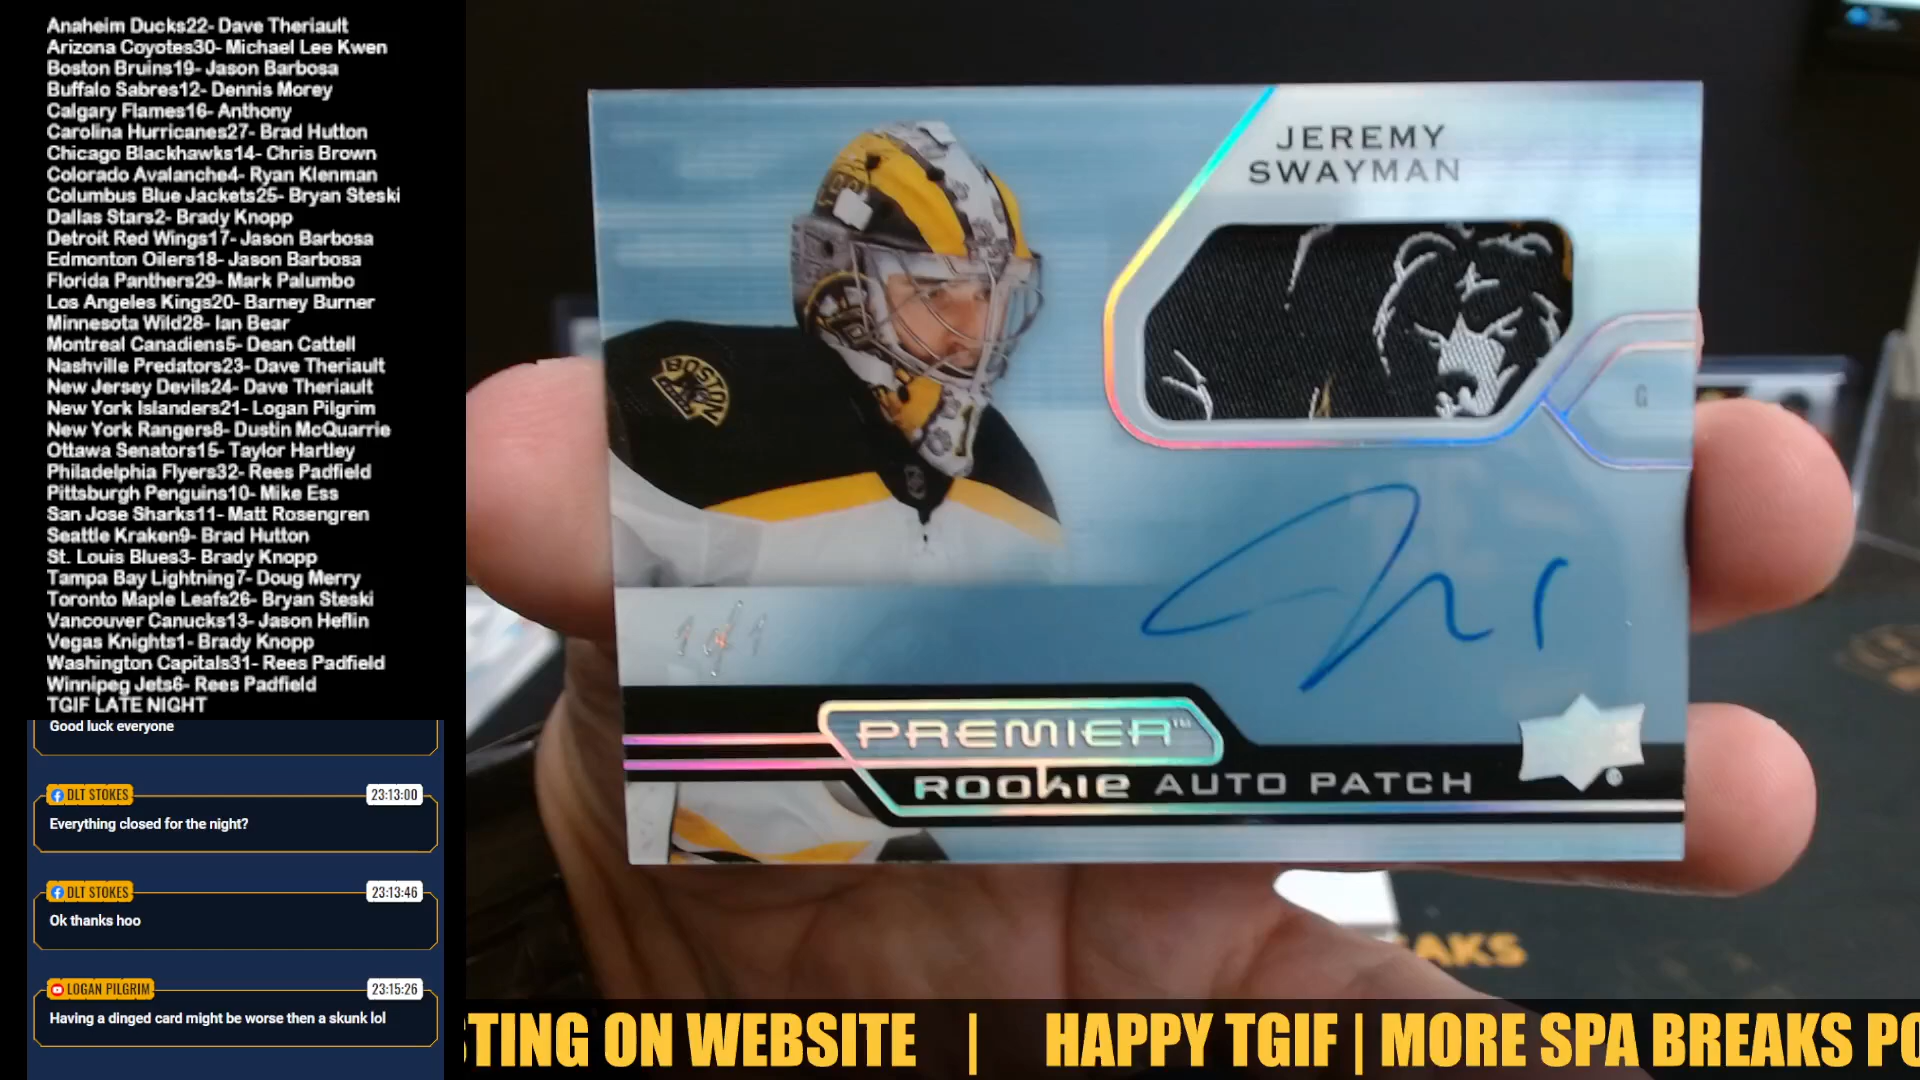 Anaheim Ducks22- Dave Theriault
Arizona Coyotes30- Michael Lee Kwen
Boston Bruins19- Jason Barbosa
Buffalo Sabres12- Dennis Morey
Calgary Flames16- Anthony
Carolina Hurricanes27- Brad Hutton
Chicago Blackhawks14- Chris Brown
Colorado Avalanche4- Ryan Klenman
Columbus Blue Jackets25- Bryan Steski
Dallas Stars2- Brady Knopp
Detroit Red Wings17- Jason Barbosa
Edmonton Oilers18- Jason Barbosa
Florida Panthers29- Mark Palumbo
Los Angeles Kings20- Barney Burner
Minnesota Wild28- Ian Bear
Montreal Canadiens5- Dean Cattell
Nashville Predators23- Dave Theriault
New Jersey Devils24- Dave Theriault
New York Islanders21- Logan Pilgrim
New York Rangers8- Dustin McQuarrie
Ottawa Senators15- Taylor Hartley
Philadelphia Flyers32- Rees Padfield
Pittsburgh Penguins10- Mike Ess
San Jose Sharks11- Matt Rosengren
Seattle Kraken9- Brad Hutton
St. Louis Blues3- Brady Knopp
Tampa Bay Lightning7- Doug Merry
Toronto Maple Leafs26- Bryan Steski
Vancouver Canucks13- Jason Heflin
Vegas Knights1- Brady Knopp
Washington Capitals31- Rees Padfield
Winnipeg Jets6- Rees Padfield
TGIF LATE NIGHT
Good luck everyone
DLT STOKES 23:13:00
Everything closed for the night?
DLT STOKES 23:13:46
Ok thanks hoo
LOGAN PILGRIM 23:15:26
Having a dinged card might be worse then a skunk lol
JEREMY
SWAYMAN
G
BOSTON
1 of 1
PREMIER™
ROOKIE AUTO PATCH
AKS
STING ON WEBSITE | HAPPY TGIF | MORE SPA BREAKS PO